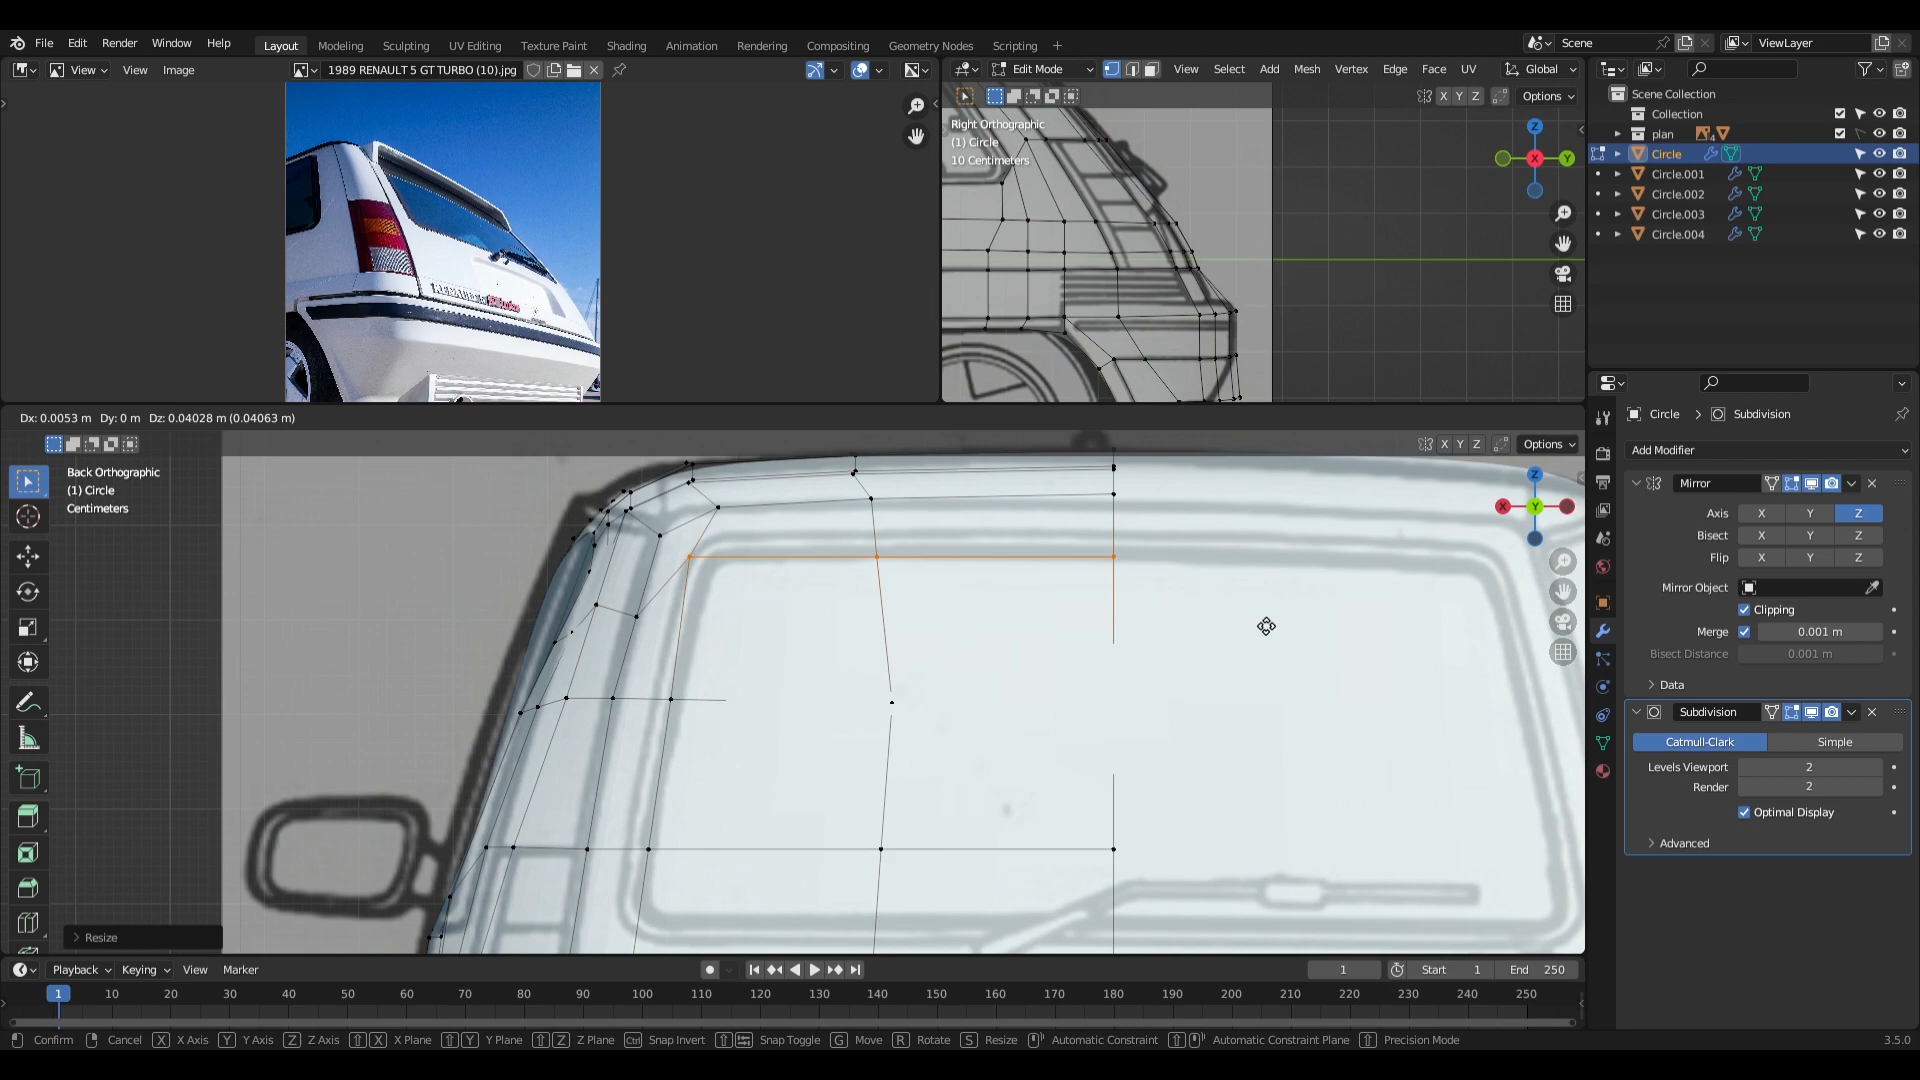 File Edit Render Window Help Layout Modeling Sculpting UV Editing Texture Paint Shading Animation Rendering Compositing Geometry Nodes Scripting + Scene ViewLayer
View View Image 1989 RENAULT 5 GT TURBO (10).jpg Edit Mode View Select Add Mesh Vertex Edge Face UV Global
X Y Z Options
Scene Collection
Collection
plan 4
Circle
Circle.001
Circle.002
Circle.003
Circle.004
Right Orthographic
(1) Circle
10 Centimeters
Z
X Y
RENAULT
Dx: 0.0053 m Dy: 0 m Dz: 0.04028 m (0.04063 m)
X Y Z Options
Back Orthographic
(1) Circle
Centimeters
Z
X Y
Resize
Circle > Subdivision
Add Modifier
Mirror
Axis X Y Z
Bisect X Y Z
Flip X Y Z
Mirror Object
Clipping
Merge 0.001 m
Bisect Distance 0.001 m
Data
Subdivision
Catmull-Clark Simple
Levels Viewport 2
Render 2
Optimal Display
Advanced
Playback Keying View Marker 1 Start 1 End 250
1 10 20 30 40 50 60 70 80 90 100 110 120 130 140 150 160 170 180 190 200 210 220 230 240 250
Confirm Cancel X X Axis Y Y Axis Z Z Axis X X Plane Y Y Plane Z Z Plane Ctrl Snap Invert Snap Toggle G Move R Rotate S Resize Automatic Constraint Automatic Constraint Plane Precision Mode 3.5.0